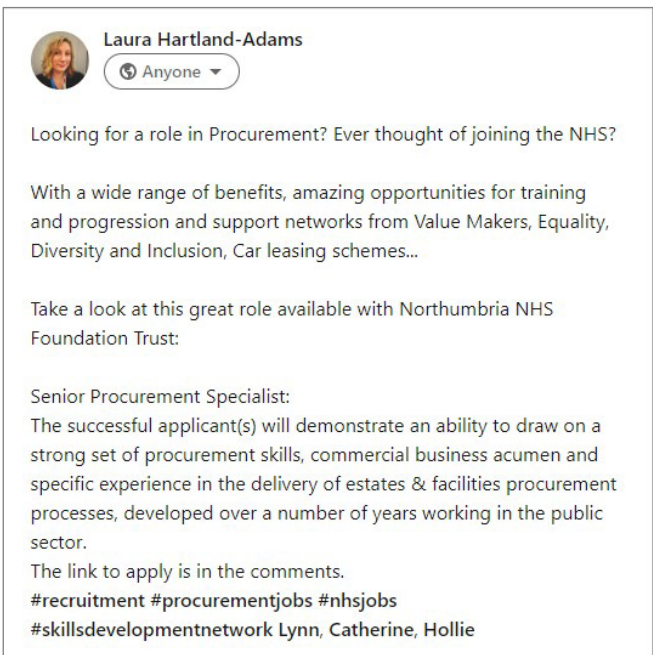 Laura Hartland-Adams
Anyone
Looking for a role in Procurement? Ever thought of joining the NHS?
With a wide range of benefits, amazing opportunities for training
and progression and support networks from Value Makers, Equality,
Diversity and Inclusion, Car leasing schemes...
Take a look at this great role available with Northumbria NHS
Foundation Trust:
Senior Procurement Specialist:
The successful applicant(s) will demonstrate an ability to draw on a
strong set of procurement skills, commercial business acumen and
specific experience in the delivery of estates & facilities procurement
processes, developed over a number of years working in the public
sector.
The link to apply is in the comments.
#recruitment #procurementjobs #nhsjobs
#skillsdevelopmentnetwork Lynn, Catherine, Hollie